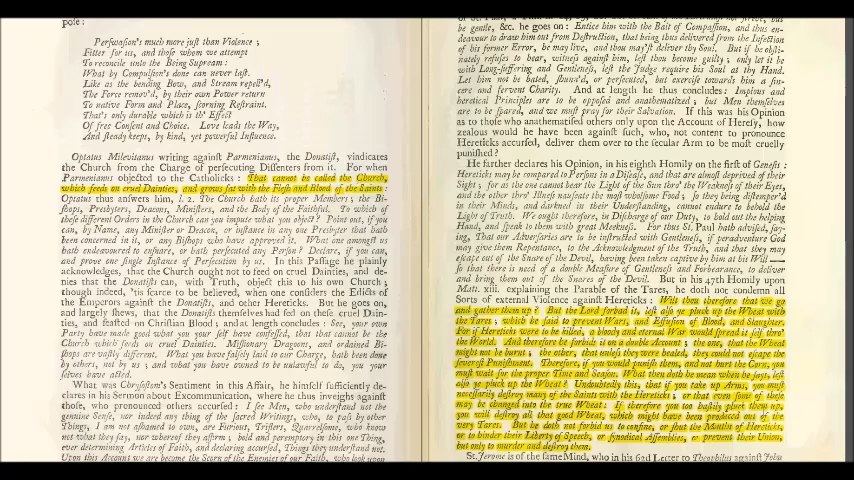 pose:
Perswasion's much more just than Violence;
Fitter for us, and those whom we attempt
To reconcile unto the Being Supream:
What by Compulsion's done can never last.
Like as the bending Bow, and Stream repell'd,
The Force remov'd, by their own Power return
To native Form and Place, scorning Restraint.
That's only durable which is th' Effect
Of free Consent and Choice. Love leads the Way,
And steady keeps, by kind, yet powerful Influence.
Optatus Milevitanus writing against Parmenianus, the Donatist, vindicates
the Church from the Charge of persecuting Dissenters from it. For when
Parmenianus objected to the Catholicks: That cannot be called the Church,
which feeds on cruel Dainties, and grows fat with the Flesh and Blood of the Saints:
Optatus thus answers him, l. 2. The Church hath its proper Members; the Bi-
shops, Presbyters, Deacons, Ministers, and the Body of the Faithful. To which of
these different Orders in the Church can you impute what you object? Point out, if you
can, by Name, any Minister or Deacon, or instance in any one Presbyter that hath
been concerned in it, or any Bishops who have approved it. What one amongst us
hath endeavoured to ensnare, or hath persecuted any Person? Declare, if you can,
and prove one single Instance of Persecution by us. In this Passage he plainly
acknowledges, that the Church ought not to feed on cruel Dainties, and de-
nies that the Donatists can, with Truth, object this to his own Church;
though indeed, 'tis scarce to be believed, when one considers the Edicts of
the Emperors against the Donatists, and other Hereticks. But he goes on,
and largely shews, that the Donatists themselves had fed on these cruel Dain-
ties, and feasted on Christian Blood; and at length concludes: See, your own
Party have made good what you your self have confessed, that that cannot be the
Church which feeds on cruel Dainties. Missionary Dragoons, and ordained Bi-
shops are vastly different. What you have falsely laid to our Charge, hath been done
by others, not by us; and what you have owned to be unlawful to do, you your
selves have acted.
What was Chrysostom's Sentiment in this Affair, he himself sufficiently de-
clares in his Sermon about Excommunication, where he thus inveighs against
those, who pronounced others accursed: I see Men, who understand not the
genuine Sense, nor indeed any thing of the sacred Writings, who, to pass by other
Things, I am not ashamed to own, are Furious, Triflers, Quarrelsome, who know
not what they say, nor whereof they affirm; bold and peremptory in this one Thing,
ever determining Articles of Faith, and declaring accursed, Things they understand not.
Upon this Account we are become the Scorn of the Enemies of our Faith, who look upon
be gentle, &c. he goes on: Entice him with the Bait of Compassion, and thus en-
deavour to draw him out from Destruction, that being thus delivered from the Infection
of his former Error, he may live, and thou may'st deliver thy Soul. But if he obsti-
nately refuses to hear, witness against him, lest thou become guilty; only let it be
with Long-suffering and Gentleness, lest the Judge require his Soul at thy Hand.
Let him not be hated, shunn'd, or persecuted, but exercise towards him a sin-
cere and fervent Charity. And at length he thus concludes: Impious and
heretical Principles are to be opposed and anathematized; but Men themselves
are to be spared, and we must pray for their Salvation. If this was his Opinion
as to those who anathematised others only upon the Account of Heresy, how
zealous would he have been against such, who, not content to pronounce
Hereticks accursed, deliver them over to the secular Arm to be most cruelly
punished?
He farther declares his Opinion, in his eighth Homily on the first of Genesis:
Hereticks may be compared to Persons in a Disease, and that are almost deprived of their
Sight; for as the one cannot bear the Light of the Sun thro' the Weakness of their Eyes,
and the other thro' Illness nauseate the most wholsome Food; so they being distemper'd
in their Minds, and darkned in their Understanding, cannot endure to behold the
Light of Truth. We ought therefore, in Discharge of our Duty, to hold out the helping
Hand, and speak to them with great Meekness. For thus St. Paul hath advised, say-
ing, That our Adversaries are to be instructed with Gentleness, if peradventure God
may give them Repentance, to the Acknowledgment of the Truth, and that they may
escape out of the Snare of the Devil, having been taken captive by him at his Will—
so that there is need of a double Measure of Gentleness and Forbearance, to deliver
and bring them out of the Snares of the Devil. But in his 47th Homily upon
Matt. xiii. explaining the Parable of the Tares, he doth not condemn all
Sorts of external Violence against Hereticks: Wilt thou therefore that we go
and gather them up? But the Lord forbad it, lest also ye pluck up the Wheat with
the Tares; which he said to prevent Wars, and Effusion of Blood, and Slaughter.
For if Hereticks were to be killed, a bloody and eternal War would spread it self thro'
the World. And therefore he forbids it on a double Account; the one, that the Wheat
might not be hurt; the other, that unless they were healed, they could not escape the
severest Punishment. Therefore, if you would punish them, and not hurt the Corn, you
must wait for the proper Time and Season. What then doth he mean when he says, lest
also ye pluck up the Wheat? Undoubtedly this, that if you take up Arms, you must
necessarily destroy many of the Saints with the Hereticks; or that even some of these
may be changed into the true Wheat. If therefore you too hastily pluck them up,
you will destroy all that good Wheat, which might have been produced out of the
very Tares. But he doth not forbid us to confine, or shut the Mouths of Hereticks,
or to hinder their Liberty of Speech, or synodical Assemblies, or prevent their Union,
but only to murder and destroy them.
St. Jerome is of the same Mind, who in his 62d Letter to Theophilus against John